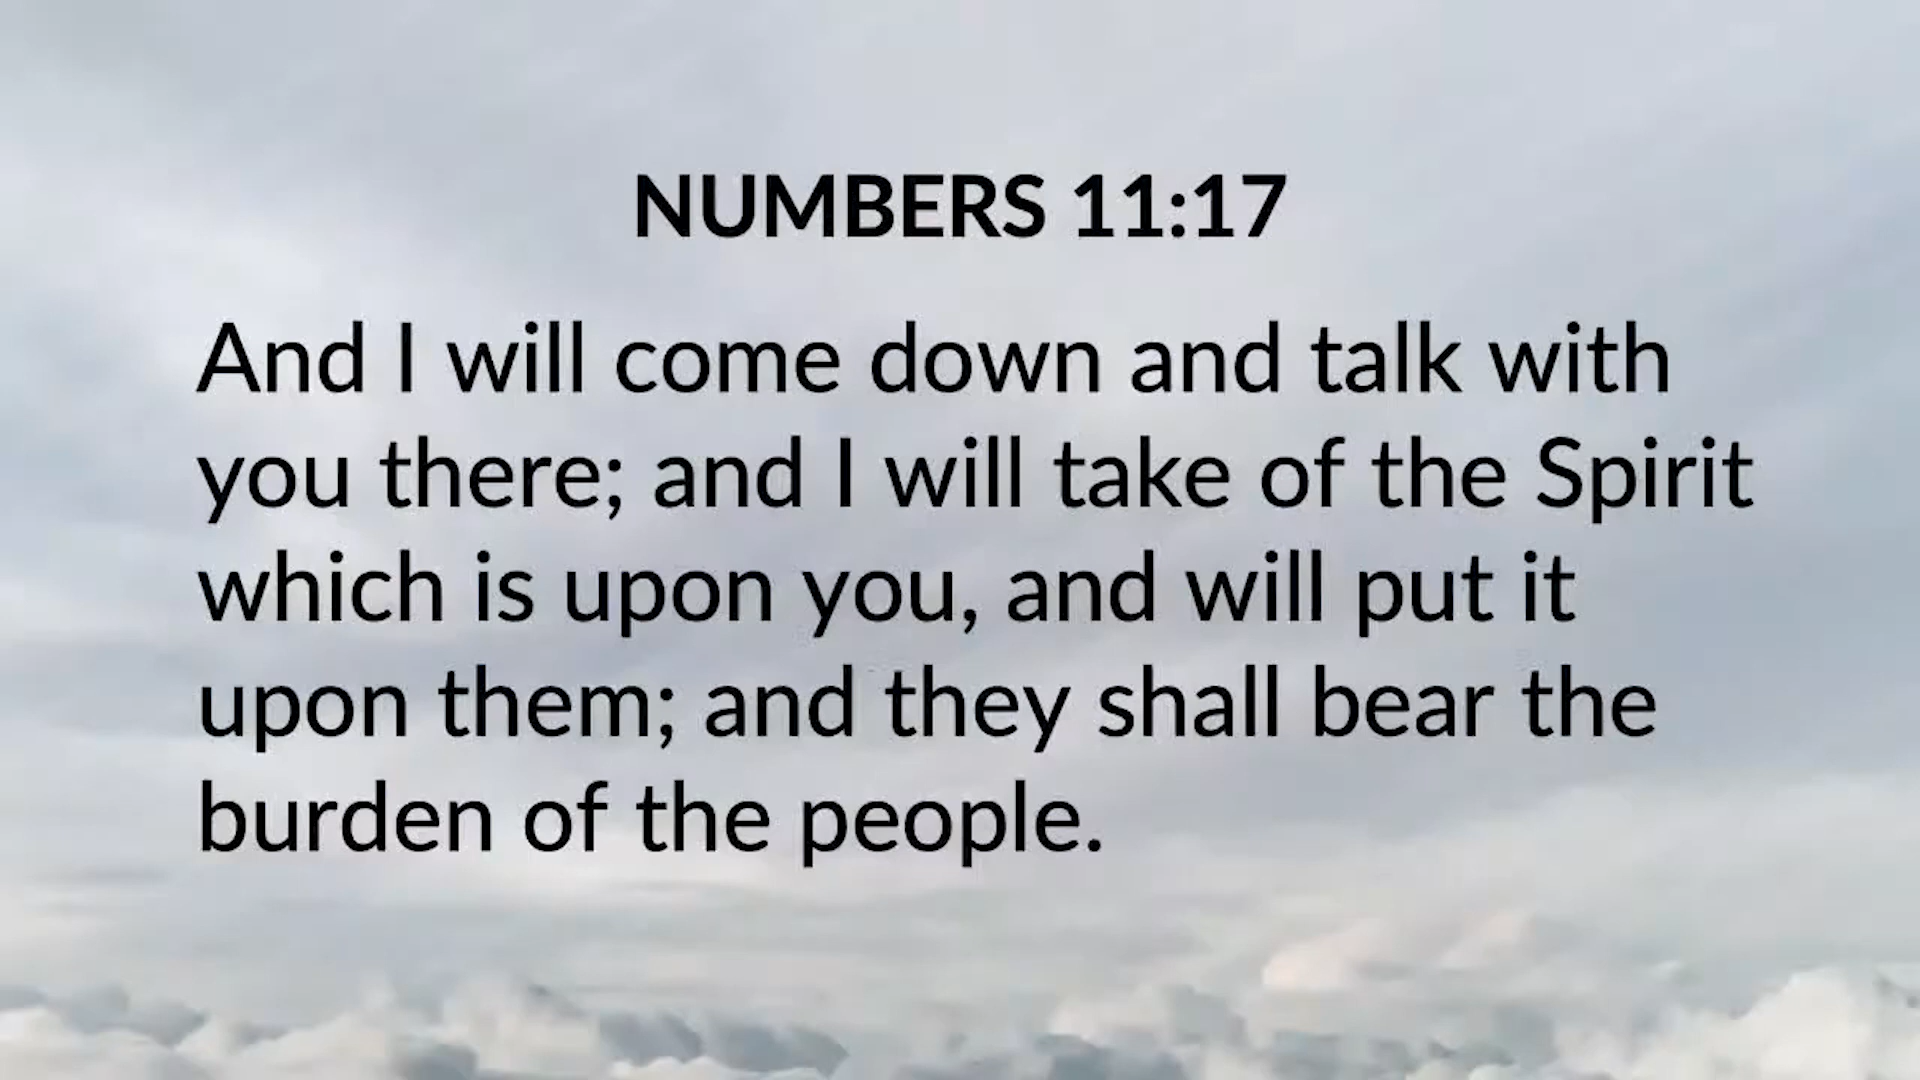 NUMBERS 11:17
And I will come down and talk with
you there; and I will take of the Spirit
which is upon you, and will put it
upon them; and they shall bear the
burden of the people.